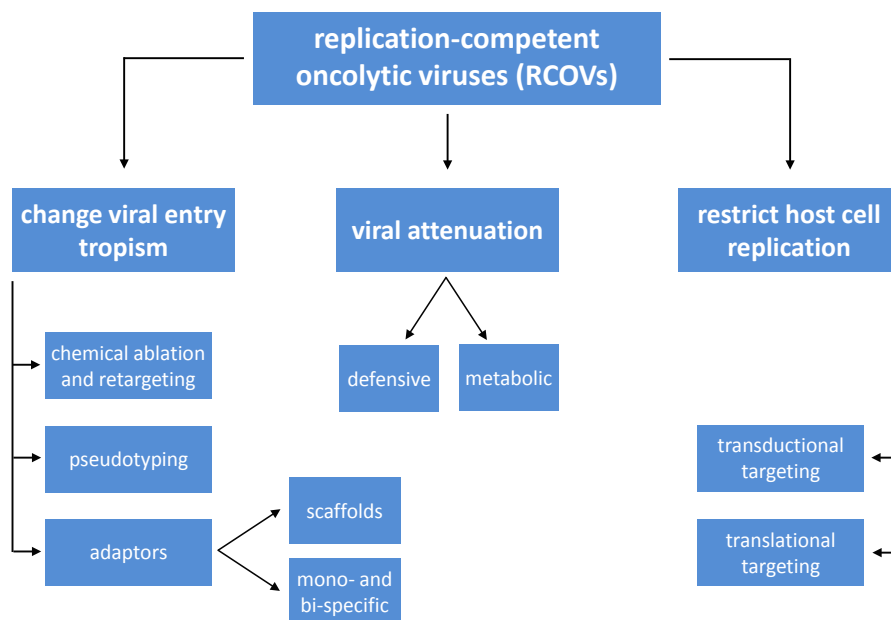 replication-competent
oncolytic viruses (RCOVs)
change viral entry
tropism
viral attenuation
restrict host cell
replication
chemical ablation
and retargeting
defensive
metabolic
pseudotyping
transductional
targeting
scaffolds
adaptors
translational
targeting
mono- and
bi-specific